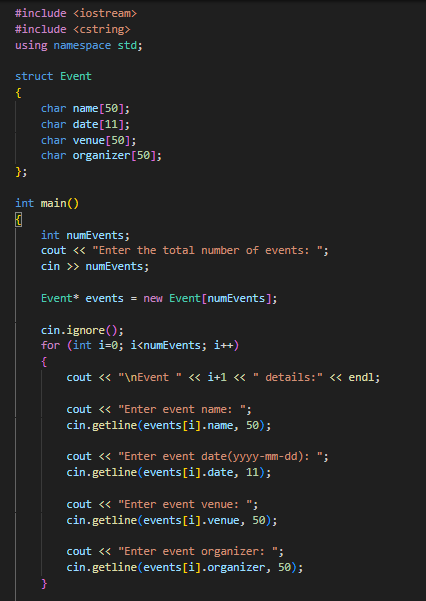 #include <iostream>
#include <cstring>
using namespace std;
struct Event
{
char name[50];
char date[11];
char venue[50];
char organizer[50];
};
int main()
{
int numEvents;
cout << "Enter the total number of events: ";
cin >> numEvents;
Event* events = new Event[numEvents];
cin.ignore();
for (int i=0; i<numEvents; i++)
{
cout << "\nEvent " << i+1 << " details:" << endl;
cout << "Enter event name: ";
cin.getline(events[i].name, 50);
cout << "Enter event date(yyyy-mm-dd): ";
cin.getline(events[i].date, 11);
cout << "Enter event venue: ";
cin.getline(events[i].venue, 50);
cout << "Enter event organizer: ";
cin.getline(events[i].organizer, 50);
}